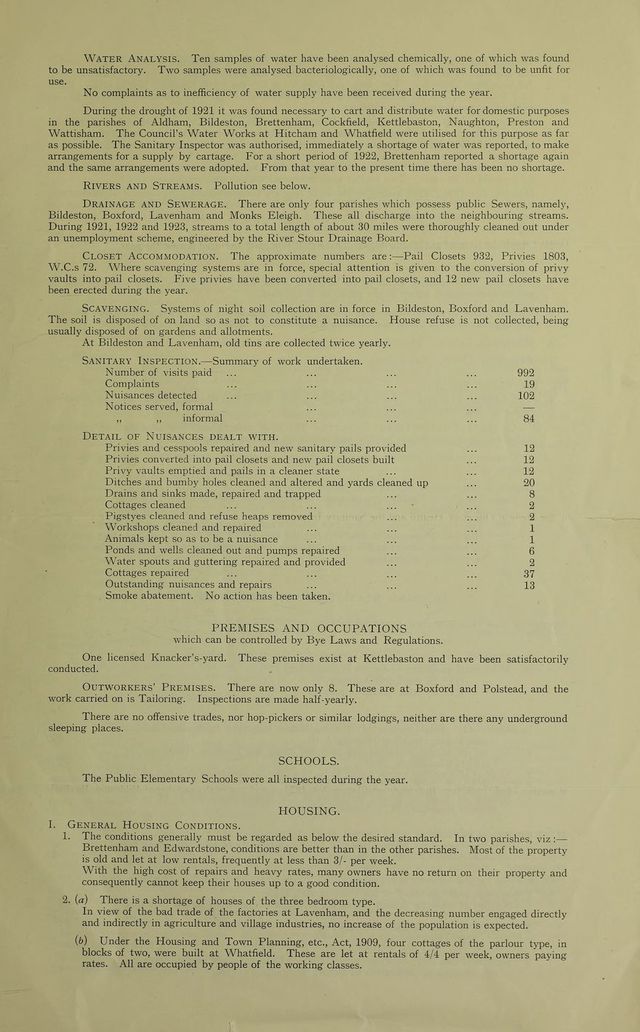 WATER ANALYSIS. Ten samples of water have been analysed chemically, one of which was found
to be unsatisfactory. Two samples were analysed bacteriologically, one of which was found to be unfit for
use.
No complaints as to inefficiency of water supply have been received during the year.
During the drought of 1921 it was found necessary to cart and distribute water for domestic purposes
in the parishes of Aldham, Bildeston, Brettenham, Cockfield, Kettlebaston, Naughton, Preston and
Wattisham. The Council's Water Works at Hitcham and Whatfield were utilised for this purpose as far
as possible. The Sanitary Inspector was authorised, immediately a shortage of water was reported, to make
arrangements for a supply by cartage. For a short period of 1922, Brettenham reported a shortage again
and the same arrangements were adopted. From that year to the present time there has been no shortage.
RIVERS AND STREAMS. Pollution see below.
DRAINAGE AND SEWERAGE. There are only four parishes which possess public Sewers, namely,
Bildeston, Boxford, Lavenham and Monks Eleigh. These all discharge into the neighbouring streams.
During 1921, 1922 and 1923, streams to a total length of about 30 miles were thoroughly cleaned out under
an unemployment scheme, engineered by the River Stour Drainage Board.
CLOSET ACCOMMODATION. The approximate numbers are:—Pail Closets 932, Privies 1803,
W.C.s 72. Where scavenging systems are in force, special attention is given to the conversion of privy
vaults into pail closets. Five privies have been converted into pail closets, and 12 new pail closets have
been erected during the year.
SCAVENGING. Systems of night soil collection are in force in Bildeston, Boxford and Lavenham.
The soil is disposed of on land so as not to constitute a nuisance. House refuse is not collected, being
usually disposed of on gardens and allotments.
At Bildeston and Lavenham, old tins are collected twice yearly.
SANITARY INSPECTION.—Summary of work undertaken.
Number of visits paid ... ... ... ... 992
Complaints ... ... ... ... 19
Nuisances detected ... ... ... ... 102
Notices served, formal ... ... ... —
„ „ informal ... ... ... 84
DETAIL OF NUISANCES DEALT WITH.
Privies and cesspools repaired and new sanitary pails provided ... 12
Privies converted into pail closets and new pail closets built ... 12
Privy vaults emptied and pails in a cleaner state ... ... 12
Ditches and bumby holes cleaned and altered and yards cleaned up ... 20
Drains and sinks made, repaired and trapped ... ... 8
Cottages cleaned ... ... ... ... 2
Pigstyes cleaned and refuse heaps removed ... ... 2
Workshops cleaned and repaired ... ... ... 1
Animals kept so as to be a nuisance ... ... ... 1
Ponds and wells cleaned out and pumps repaired ... ... 6
Water spouts and guttering repaired and provided ... ... 2
Cottages repaired ... ... ... ... 37
Outstanding nuisances and repairs ... ... ... 13
Smoke abatement. No action has been taken.
PREMISES AND OCCUPATIONS
which can be controlled by Bye Laws and Regulations.
One licensed Knacker's-yard. These premises exist at Kettlebaston and have been satisfactorily
conducted.
OUTWORKERS' PREMISES. There are now only 8. These are at Boxford and Polstead, and the
work carried on is Tailoring. Inspections are made half-yearly.
There are no offensive trades, nor hop-pickers or similar lodgings, neither are there any underground
sleeping places.
SCHOOLS.
The Public Elementary Schools were all inspected during the year.
HOUSING.
I. GENERAL HOUSING CONDITIONS.
1. The conditions generally must be regarded as below the desired standard. In two parishes, viz:—
Brettenham and Edwardstone, conditions are better than in the other parishes. Most of the property
is old and let at low rentals, frequently at less than 3/- per week.
With the high cost of repairs and heavy rates, many owners have no return on their property and
consequently cannot keep their houses up to a good condition.
2. (a) There is a shortage of houses of the three bedroom type.
In view of the bad trade of the factories at Lavenham, and the decreasing number engaged directly
and indirectly in agriculture and village industries, no increase of the population is expected.
(b) Under the Housing and Town Planning, etc., Act, 1909, four cottages of the parlour type, in
blocks of two, were built at Whatfield. These are let at rentals of 4/4 per week, owners paying
rates. All are occupied by people of the working classes.